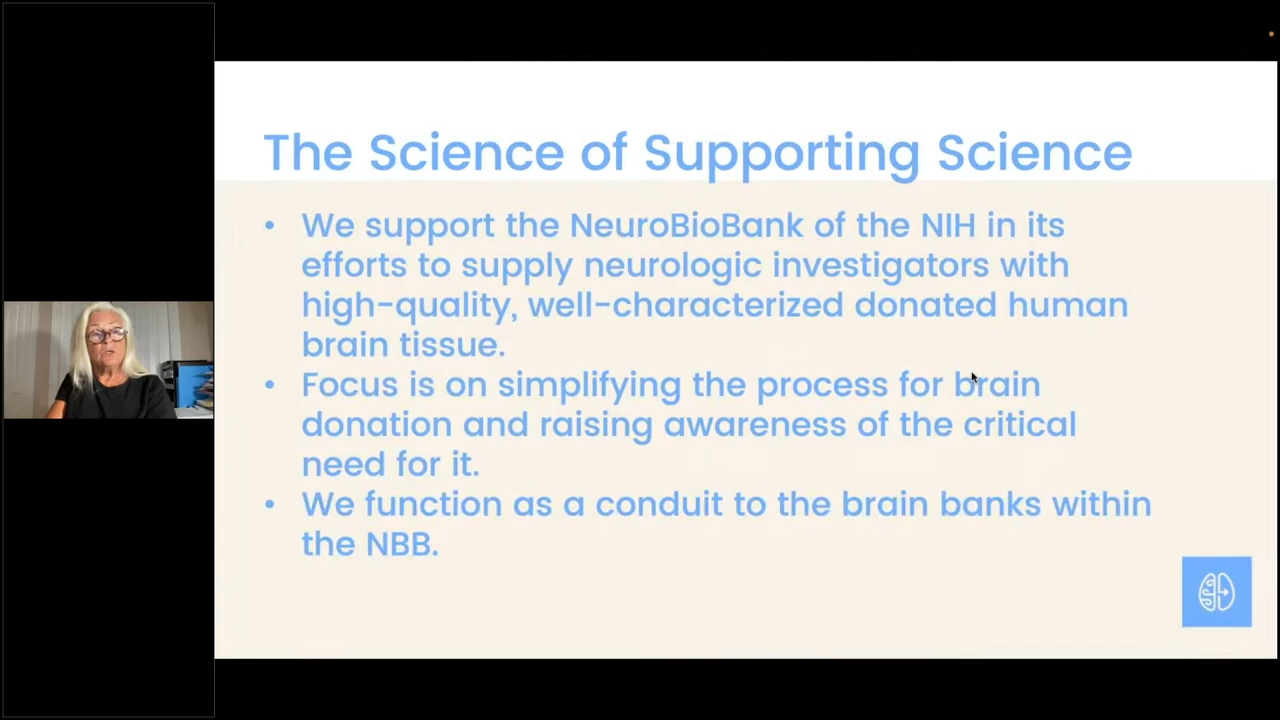 The Science of Supporting Science
• We support the NeuroBioBank of the NIH in its
efforts to supply neurologic investigators with
high-quality, well-characterized donated human
brain tissue.
• Focus is on simplifying the process for brain
donation and raising awareness of the critical
need for it.
• We function as a conduit to the brain banks within
the NBB.